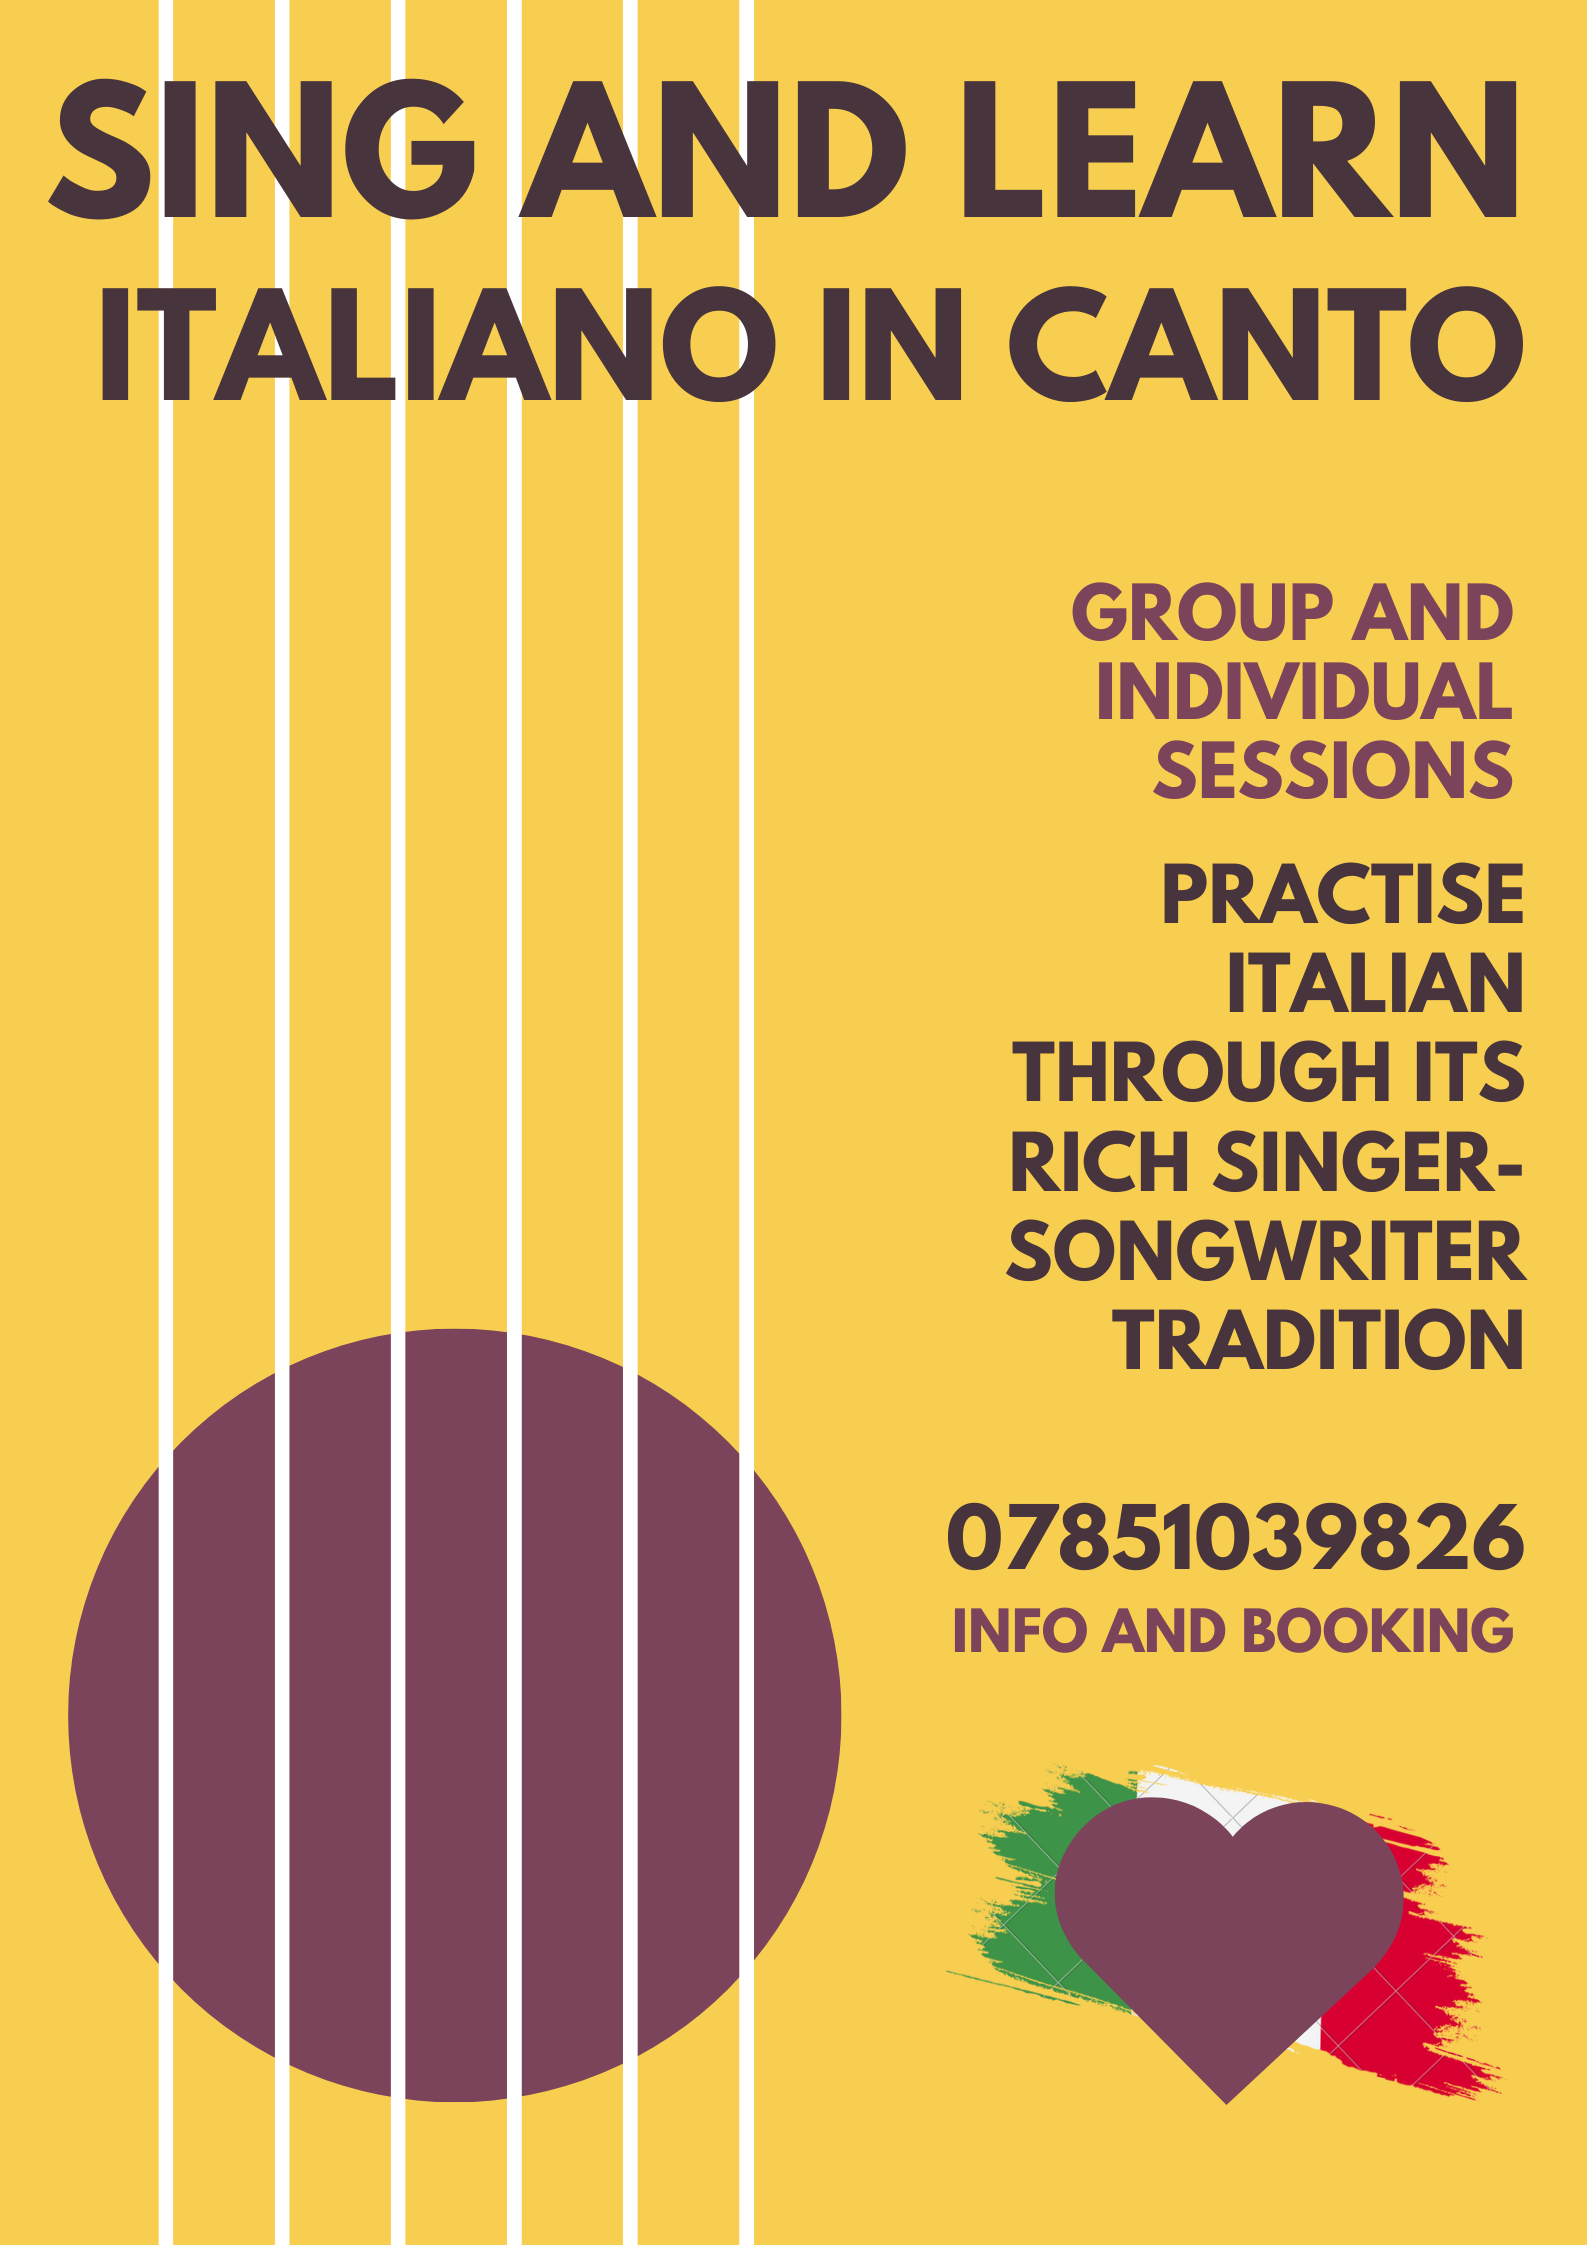 SING AND LEARN
ITALIANO IN CANTO
GROUP AND
INDIVIDUAL
SESSIONS
PRACTISE
ITALIAN
THROUGH ITS
RICH SINGER-
SONGWRITER
TRADITION
07851039826
INFO AND BOOKING